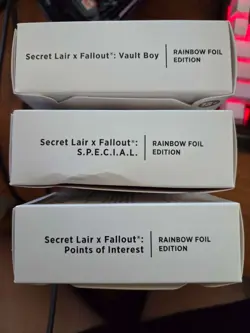 Secret Lair x Fallout®: Vault Boy
RAINBOW FOIL
EDITION
Secret Lair x Fallout®:
S.P.E.C.I.A.L.
RAINBOW FOIL
EDITION
Secret Lair x Fallout®:
Points of Interest
RAINBOW FOIL
EDITION